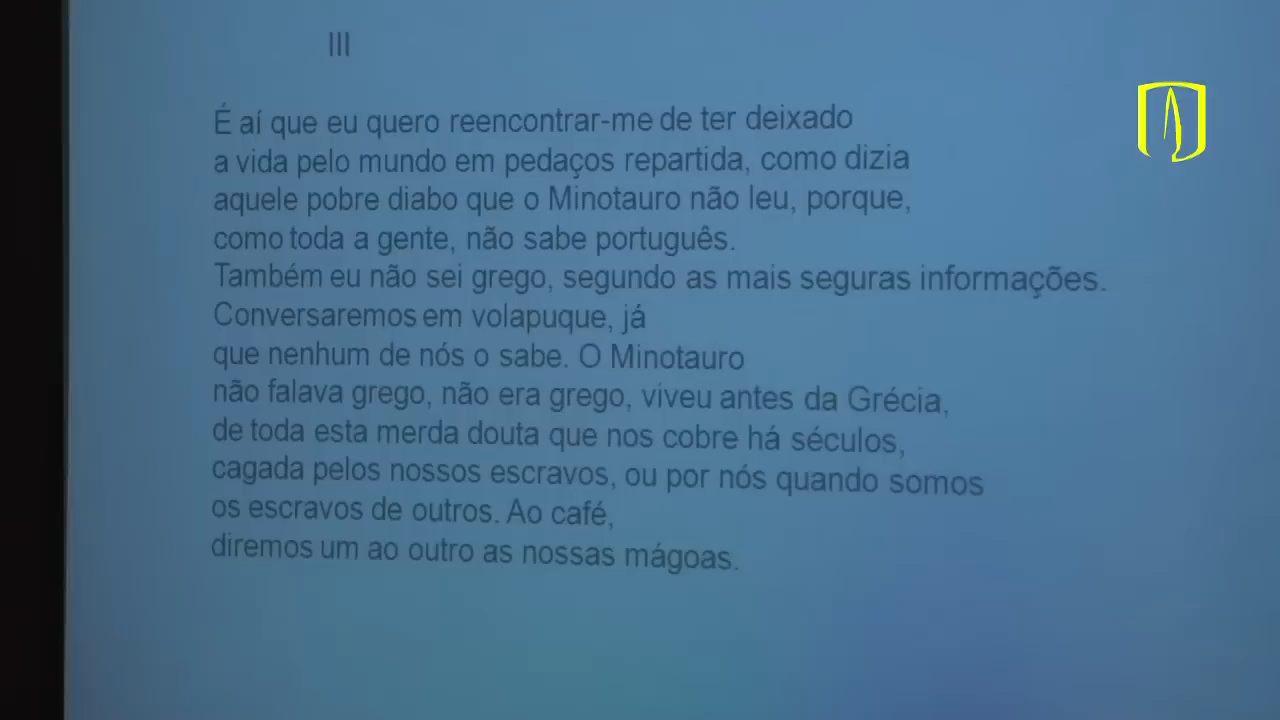 III
É aí que eu quero reencontrar-me de ter deixado
a vida pelo mundo em pedaços repartida, como dizia
aquele pobre diabo que o Minotauro não leu, porque,
como toda a gente, não sabe português.
Também eu não sei grego, segundo as mais seguras informações.
Conversaremos em volapuque, já
que nenhum de nós o sabe. O Minotauro
não falava grego, não era grego, viveu antes da Grécia,
de toda esta merda douta que nos cobre há séculos,
cagada pelos nossos escravos, ou por nós quando somos
os escravos de outros. Ao café,
diremos um ao outro as nossas mágoas.